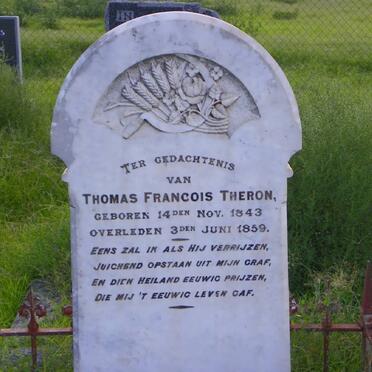 TER GEDACHTENIS
VAN
THOMAS FRANCOIS THERON,
GEBOREN 14DEN NOV. 1843
OVERLEDEN 3DEN JUNI 1859.
EENS ZAL IK ALS HIJ VERRIJZEN,
JUICHEND OPSTAAN UIT MIJN GRAF,
EN DIEN HEILAND EEUWIG PRIJZEN,
DIE MIJ 'T EEUWIG LEVEN GAF.